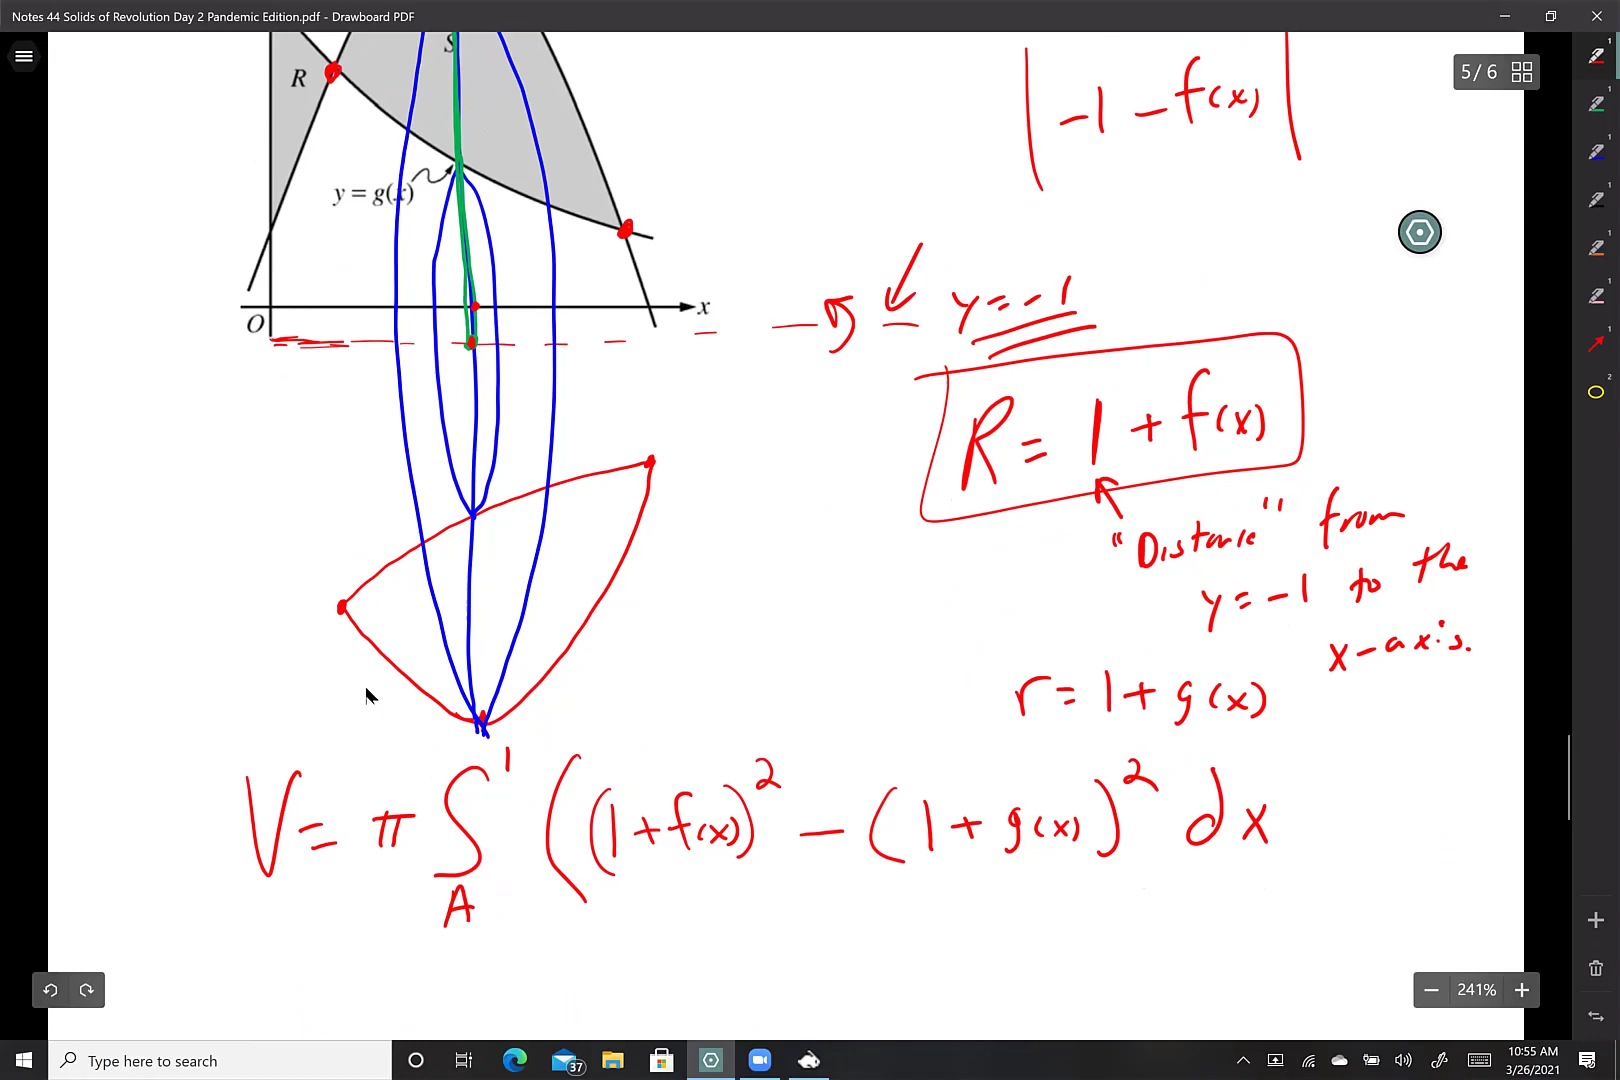 Notes 44 Solids of Revolution Day 2 Pandemic Edition.pdf - Drawboard PDF
5 / 6
S
R
| -1 - f(x) |
y = g(x)
x
O
y = -1
R = 1 + f(x)
"Distance" from
y = -1 to the
x-axis.
r = 1 + g(x)
V = π ∫_A^1 ((1+f(x))^2 - (1+g(x))^2 dx
241%
Type here to search
37
10:55 AM
3/26/2021